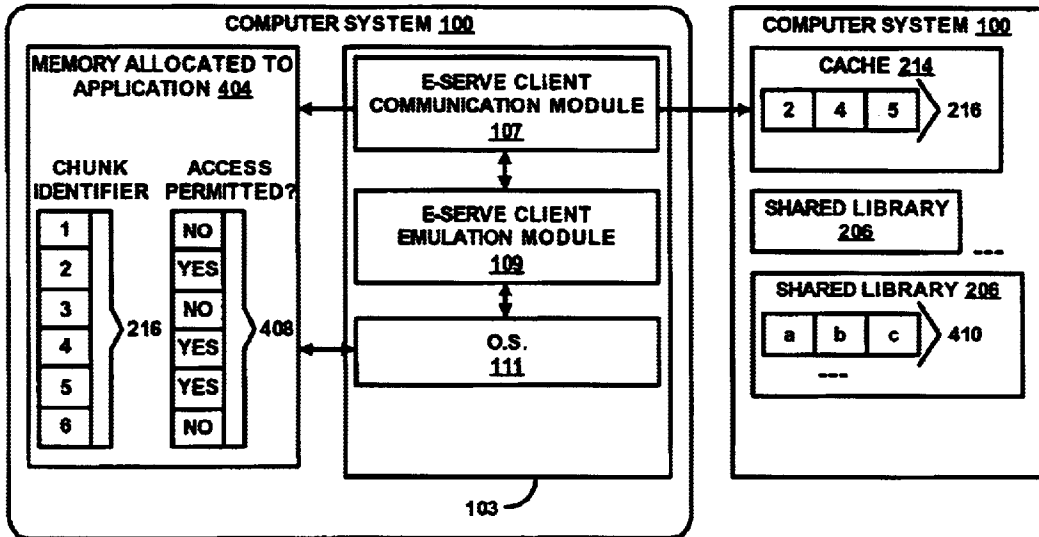 COMPUTER SYSTEM 100
MEMORY ALLOCATED TO
APPLICATION 404
CHUNK
IDENTIFIER
1
2
3
4
5
6
216
ACCESS
PERMITTED?
NO
YES
NO
YES
YES
NO
408
E-SERVE CLIENT
COMMUNICATION MODULE
107
E-SERVE CLIENT
EMULATION MODULE
109
O.S.
111
103
COMPUTER SYSTEM 100
CACHE 214
2 4 5
216
SHARED LIBRARY
206
SHARED LIBRARY 206
a b c
410